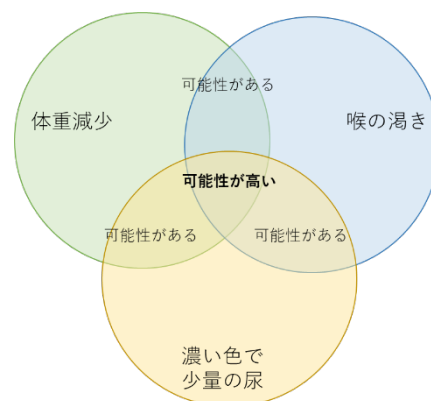 可能性がある
体重減少
喉の渇き
可能性が高い
可能性がある
可能性がある
濃い色で
少量の尿